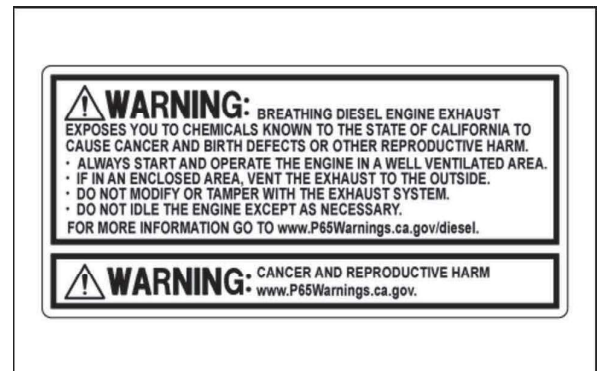 WARNING: BREATHING DIESEL ENGINE EXHAUST
EXPOSES YOU TO CHEMICALS KNOWN TO THE STATE OF CALIFORNIA TO
CAUSE CANCER AND BIRTH DEFECTS OR OTHER REPRODUCTIVE HARM.
· ALWAYS START AND OPERATE THE ENGINE IN A WELL VENTILATED AREA.
· IF IN AN ENCLOSED AREA, VENT THE EXHAUST TO THE OUTSIDE.
· DO NOT MODIFY OR TAMPER WITH THE EXHAUST SYSTEM.
· DO NOT IDLE THE ENGINE EXCEPT AS NECESSARY.
FOR MORE INFORMATION GO TO www.P65Warnings.ca.gov/diesel.
WARNING: CANCER AND REPRODUCTIVE HARM
www.P65Warnings.ca.gov.